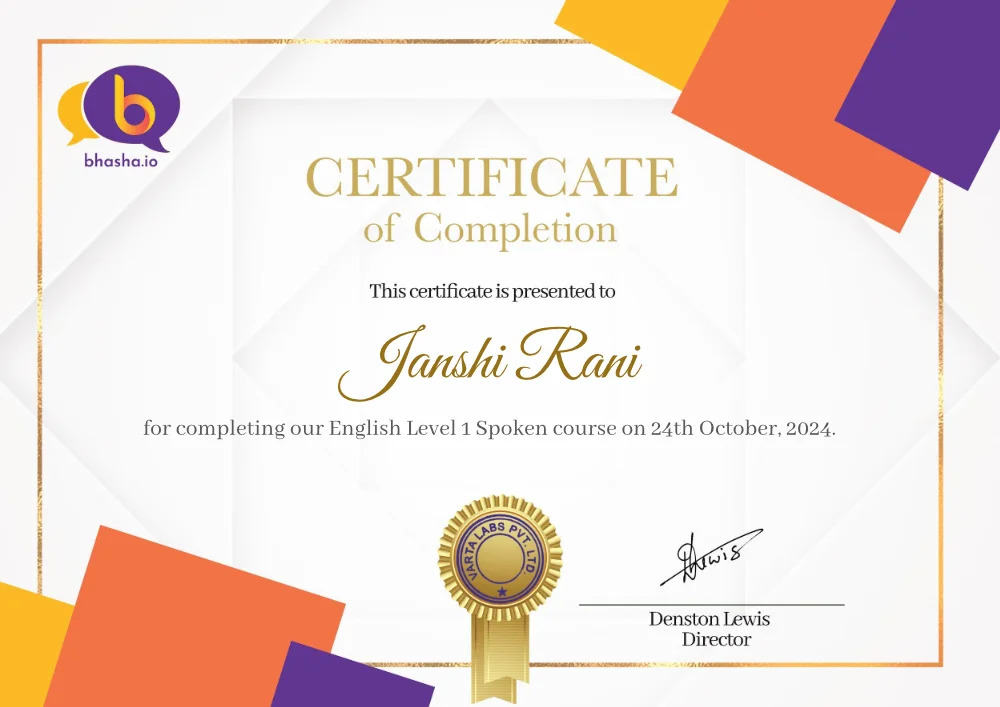 b
bhasha.io
CERTIFICATE
of Completion
This certificate is presented to
Janshi Rani
for completing our English Level 1 Spoken course on 24th October, 2024.
VARTA LABS PVT. LTD
DLewis
Denston Lewis
Director